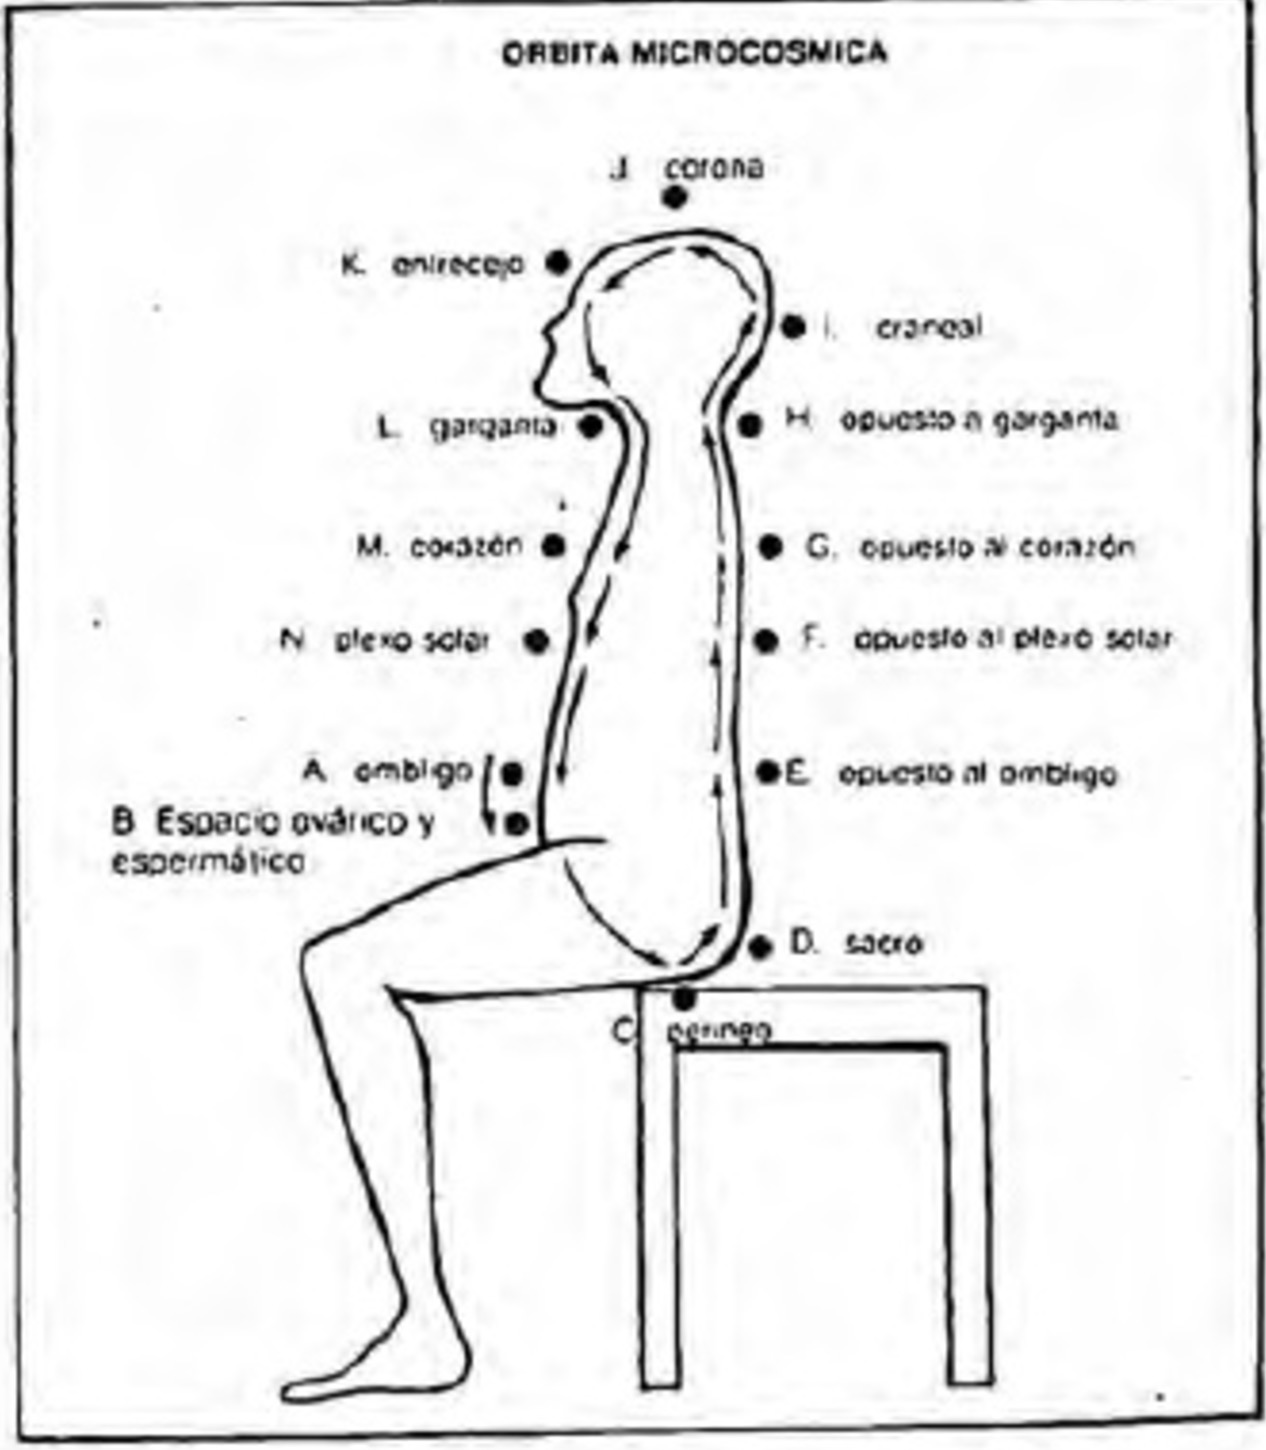 ORBITA MICROCOSMICA
J. corona
K. entrecejo
I. craneal
L. garganta
H. opuesto a garganta
M. corazón
G. opuesto al corazón
N. plexo solar
F. opuesto al plexo solar
A. ombligo
E. opuesto al ombligo
B Espacio ovárico y
espermático
D. sacro
C. perineo